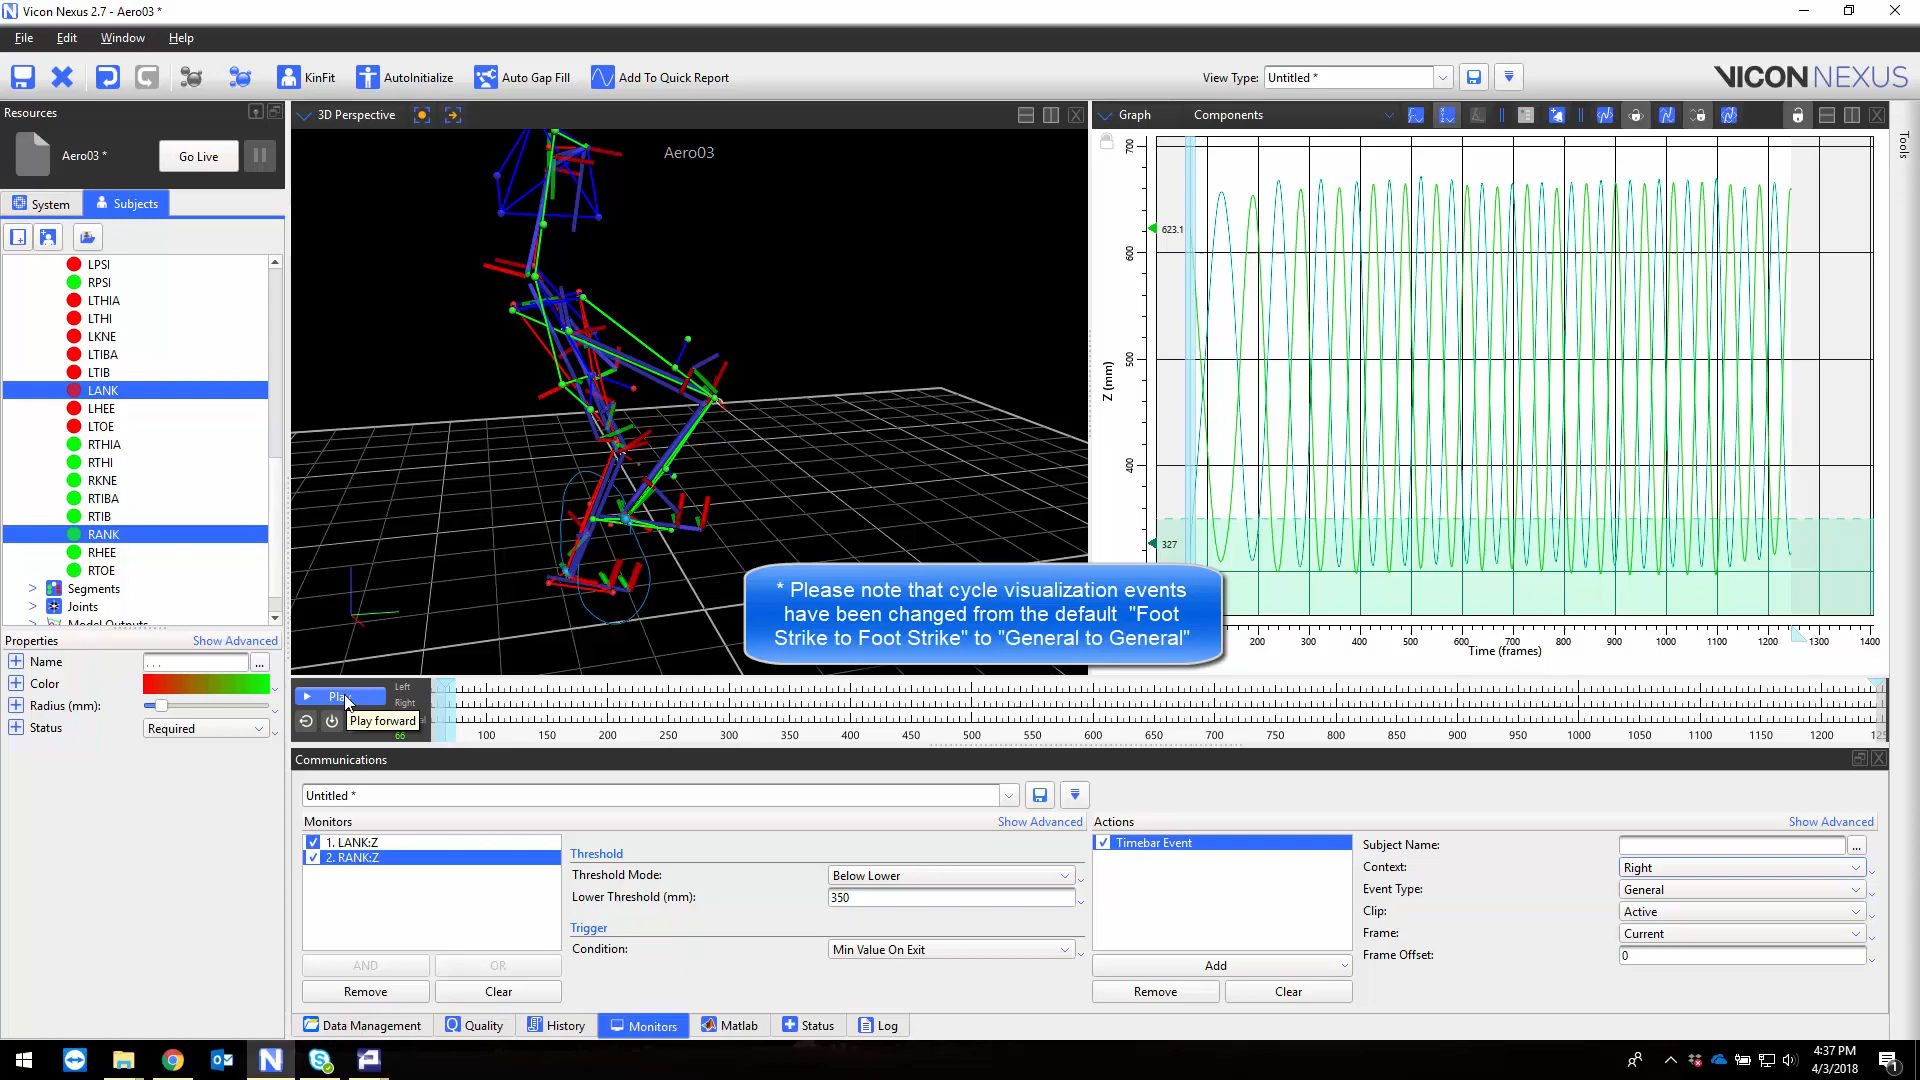 Vicon Nexus 2.7 - Aero03 *
File Edit Window Help
KinFit AutoInitialize Auto Gap Fill Add To Quick Report View Type: Untitled * VICON NEXUS
Resources
Aero03 * Go Live
System Subjects
LPSI
RPSI
LTHIA
LTHI
LKNE
LTIBA
LTIB
LANK
LHEE
LTOE
RTHIA
RTHI
RKNE
RTIBA
RTIB
RANK
RHEE
RTOE
Segments
Joints
Model Outputs
Properties Show Advanced
Name . . . ...
Color
Radius (mm):
Status Required
3D Perspective
Aero03
Graph Components
700
600
500
400
Z (mm)
623.1
327
200 300 400 500 600 700 800 900 1000 1100 1200 1300 1400
Time (frames)
* Please note that cycle visualization events
have been changed from the default "Foot
Strike to Foot Strike" to "General to General"
Play Left
Right
Play forward
66
100 150 200 250 300 350 400 450 500 550 600 650 700 750 800 850 900 950 1000 1050 1100 1150 1200 125
Communications
Untitled *
Monitors Show Advanced
1. LANK:Z
2. RANK:Z
AND OR
Remove Clear
Threshold
Threshold Mode: Below Lower
Lower Threshold (mm): 350
Trigger
Condition: Min Value On Exit
Actions Show Advanced
Timebar Event
Add
Remove Clear
Subject Name: ...
Context: Right
Event Type: General
Clip: Active
Frame: Current
Frame Offset: 0
Data Management Quality History Monitors Matlab Status Log
Tools
4:37 PM
4/3/2018
1